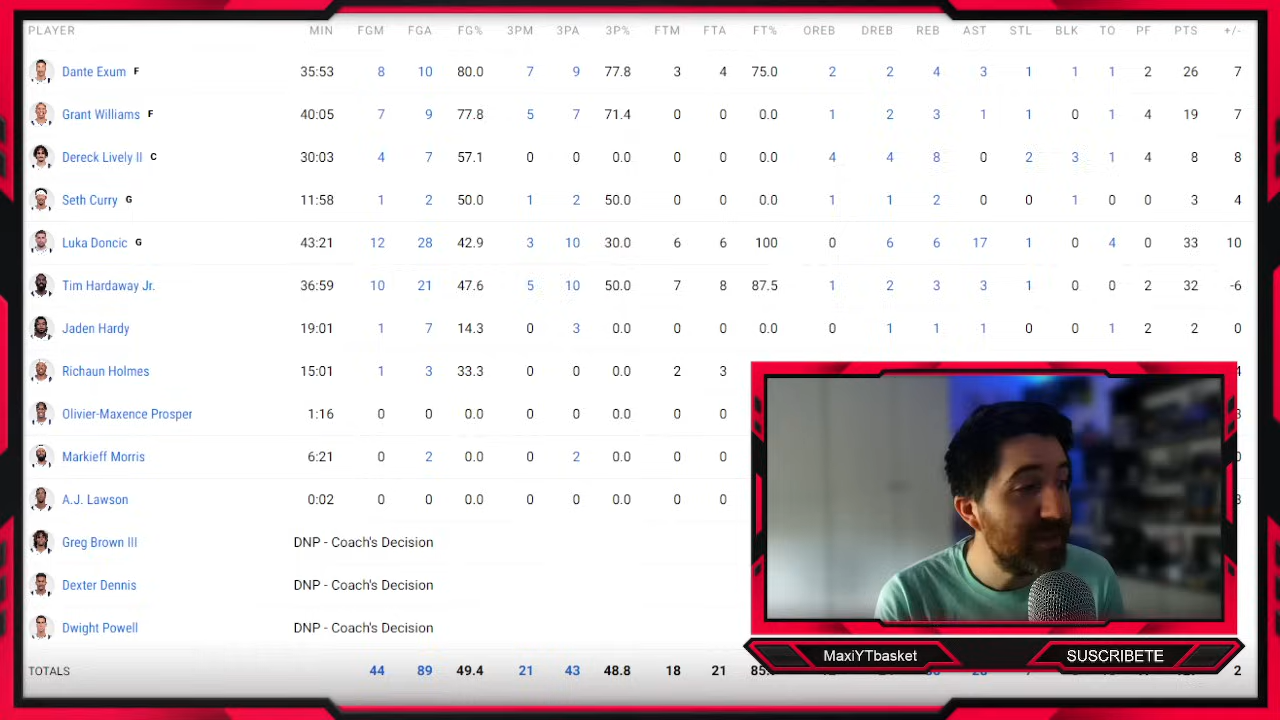 PLAYER MIN FGM FGA FG% 3PM 3PA 3P% FTM FTA FT% OREB DREB REB AST STL BLK TO PF PTS +/-
Dante Exum F 35:53 8 10 80.0 7 9 77.8 3 4 75.0 2 2 4 3 1 1 1 2 26 7
Grant Williams F 40:05 7 9 77.8 5 7 71.4 0 0 0.0 1 2 3 1 1 0 1 4 19 7
Dereck Lively II C 30:03 4 7 57.1 0 0 0.0 0 0 0.0 4 4 8 0 2 3 1 4 8 8
Seth Curry G 11:58 1 2 50.0 1 2 50.0 0 0 0.0 1 1 2 0 0 1 0 0 3 4
Luka Doncic G 43:21 12 28 42.9 3 10 30.0 6 6 100 0 6 6 17 1 0 4 0 33 10
Tim Hardaway Jr. 36:59 10 21 47.6 5 10 50.0 7 8 87.5 1 2 3 3 1 0 0 2 32 -6
Jaden Hardy 19:01 1 7 14.3 0 3 0.0 0 0 0.0 0 1 1 1 0 0 1 2 2 0
Richaun Holmes 15:01 1 3 33.3 0 0 0.0 2 3
Olivier-Maxence Prosper 1:16 0 0 0.0 0 0 0.0 0 0
Markieff Morris 6:21 0 2 0.0 0 2 0.0 0 0
A.J. Lawson 0:02 0 0 0.0 0 0 0.0 0 0
Greg Brown III DNP - Coach's Decision
Dexter Dennis DNP - Coach's Decision
Dwight Powell DNP - Coach's Decision
TOTALS 44 89 49.4 21 43 48.8 18 21 2
MaxiYTbasket
SUSCRIBETE